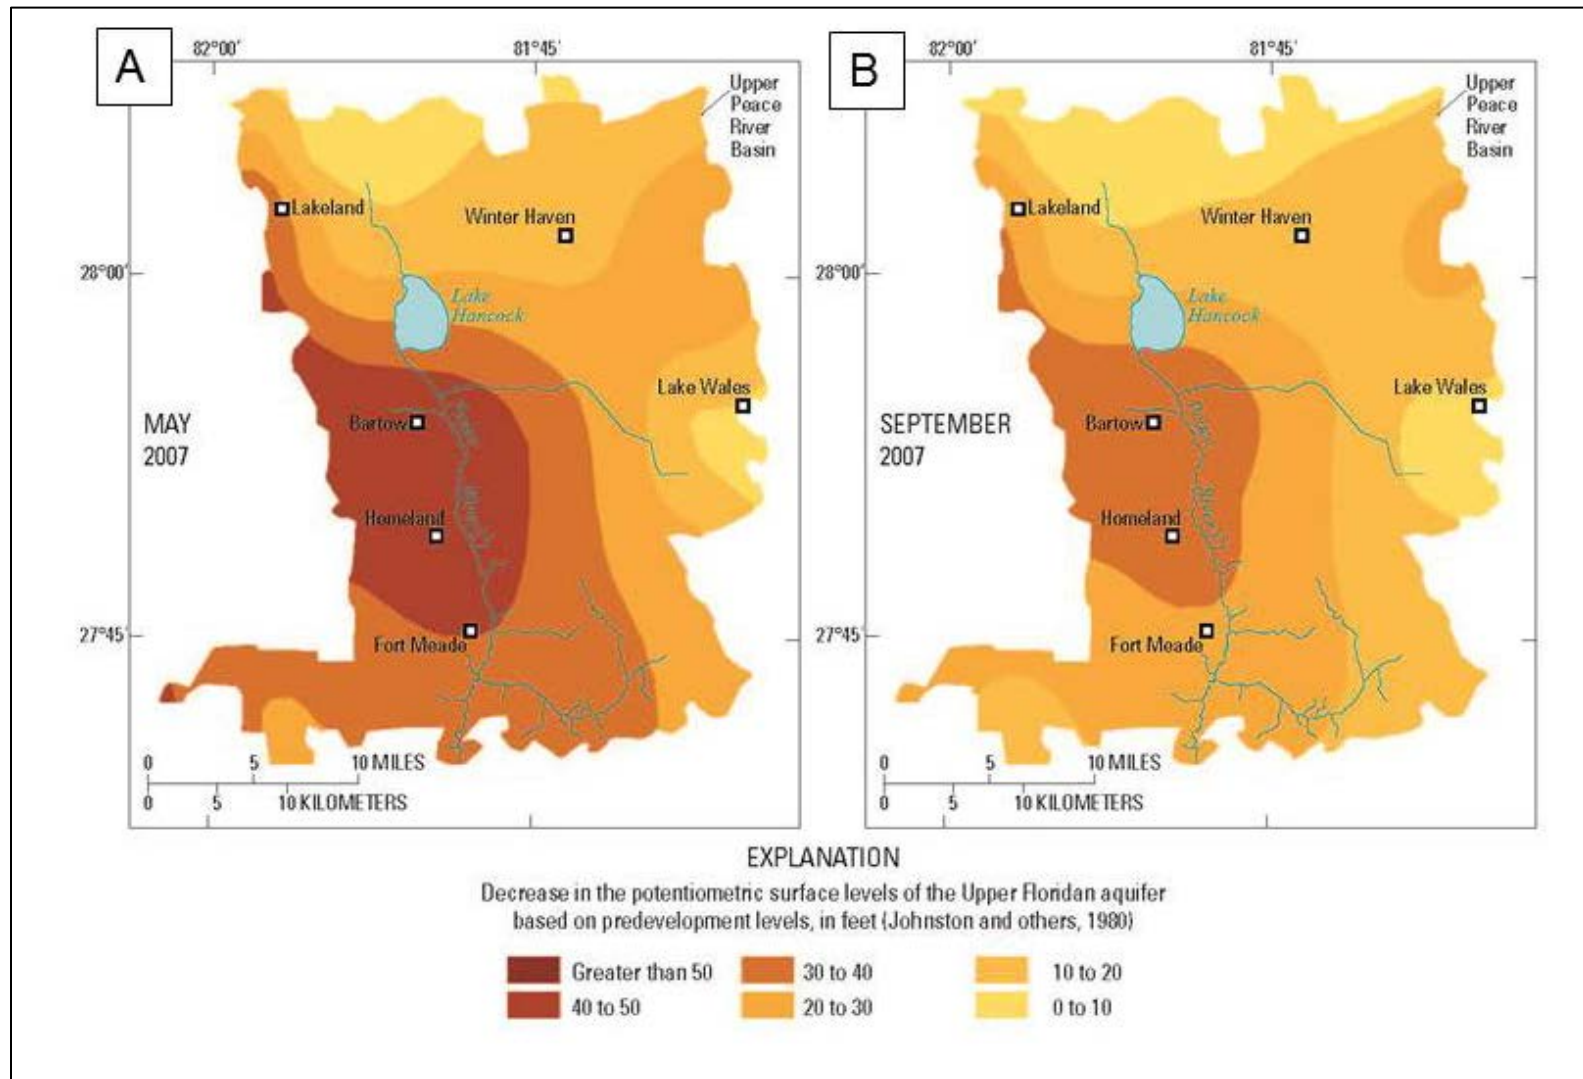 A
82°00'
81°45'
Upper
Peace
River
Basin
Lakeland
Winter Haven
28°00'
Lake
Hancock
Lake Wales
MAY
2007
Bartow
Peace
River
Homeland
27°45'
Fort Meade
0 5 10 MILES
0 5 10 KILOMETERS
B
82°00'
81°45'
Upper
Peace
River
Basin
Lakeland
Winter Haven
28°00'
Lake
Hancock
Lake Wales
SEPTEMBER
2007
Bartow
Peace
River
Homeland
27°45'
Fort Meade
0 5 10 MILES
0 5 10 KILOMETERS
EXPLANATION
Decrease in the potentiometric surface levels of the Upper Floridan aquifer
based on predevelopment levels, in feet (Johnston and others, 1980)
Greater than 50 30 to 40 10 to 20
40 to 50 20 to 30 0 to 10